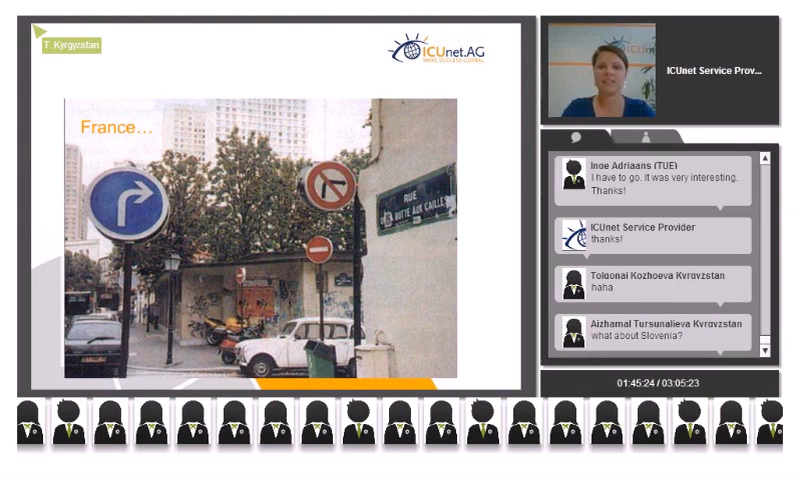 T. Kyrgyzstan
ICUnet.AG
MAKE SUCCESS GLOBAL
France…
RUE
DE LA BUTTE AUX CAILLES
ICUnet Service Prov...
Inge Adriaans (TUE)
I have to go. It was very interesting.
Thanks!
ICUnet Service Provider
thanks!
Tolgonai Kozhoeva Kyrgyzstan
haha
Aizhamal Tursunalieva Kyrgyzstan
what about Slovenia?
01:45:24 / 03:05:23